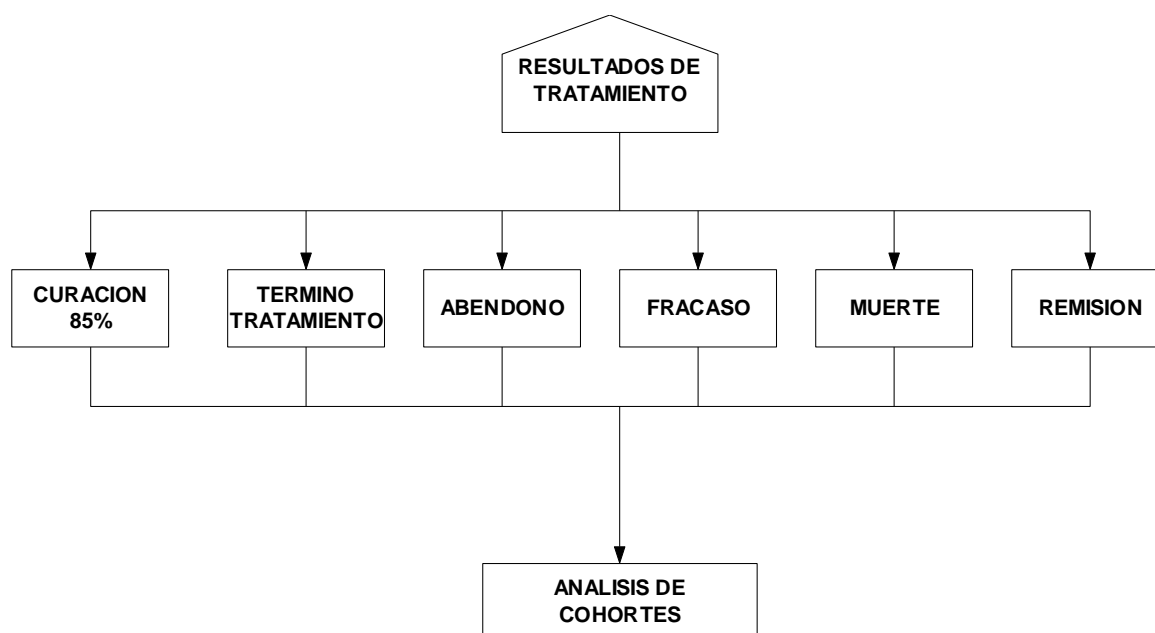 RESULTADOS DE
TRATAMIENTO
CURACION
85%
TERMINO
TRATAMIENTO
ABENDONO
FRACASO
MUERTE
REMISION
ANALISIS DE
COHORTES